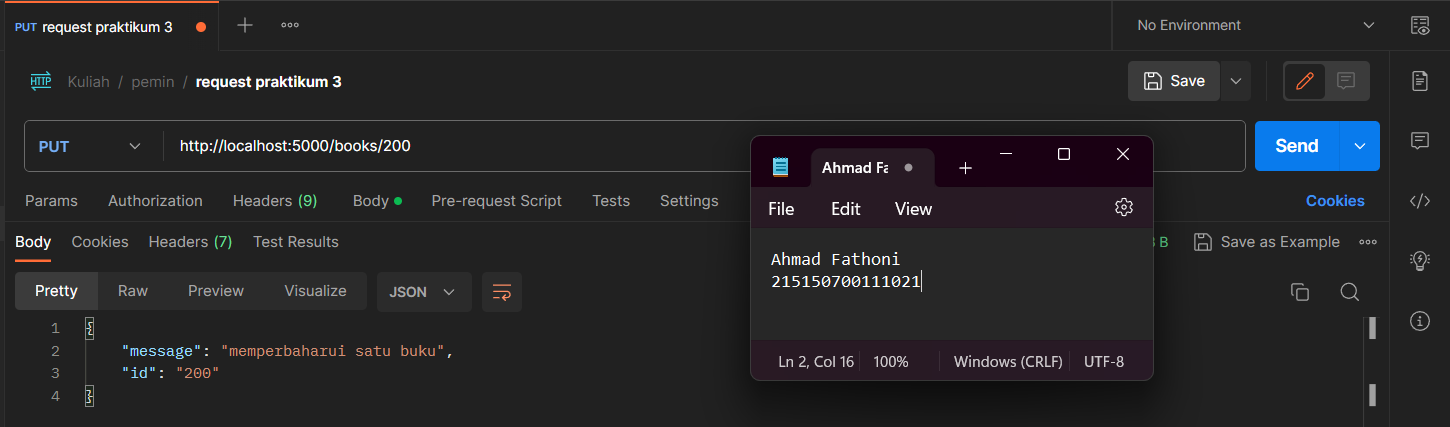 PUT request praktikum 3
No Environment
HTTP Kuliah / pemin / request praktikum 3
Save
PUT http://localhost:5000/books/200
Send
Params Authorization Headers (9) Body Pre-request Script Tests Settings
Cookies
Body Cookies Headers (7) Test Results
B Save as Example
Pretty Raw Preview Visualize JSON
1 {
2 "message": "memperbaharui satu buku",
3 "id": "200"
4 }
Ahmad Fa
File Edit View
Ahmad Fathoni
215150700111021
Ln 2, Col 16 100% Windows (CRLF) UTF-8